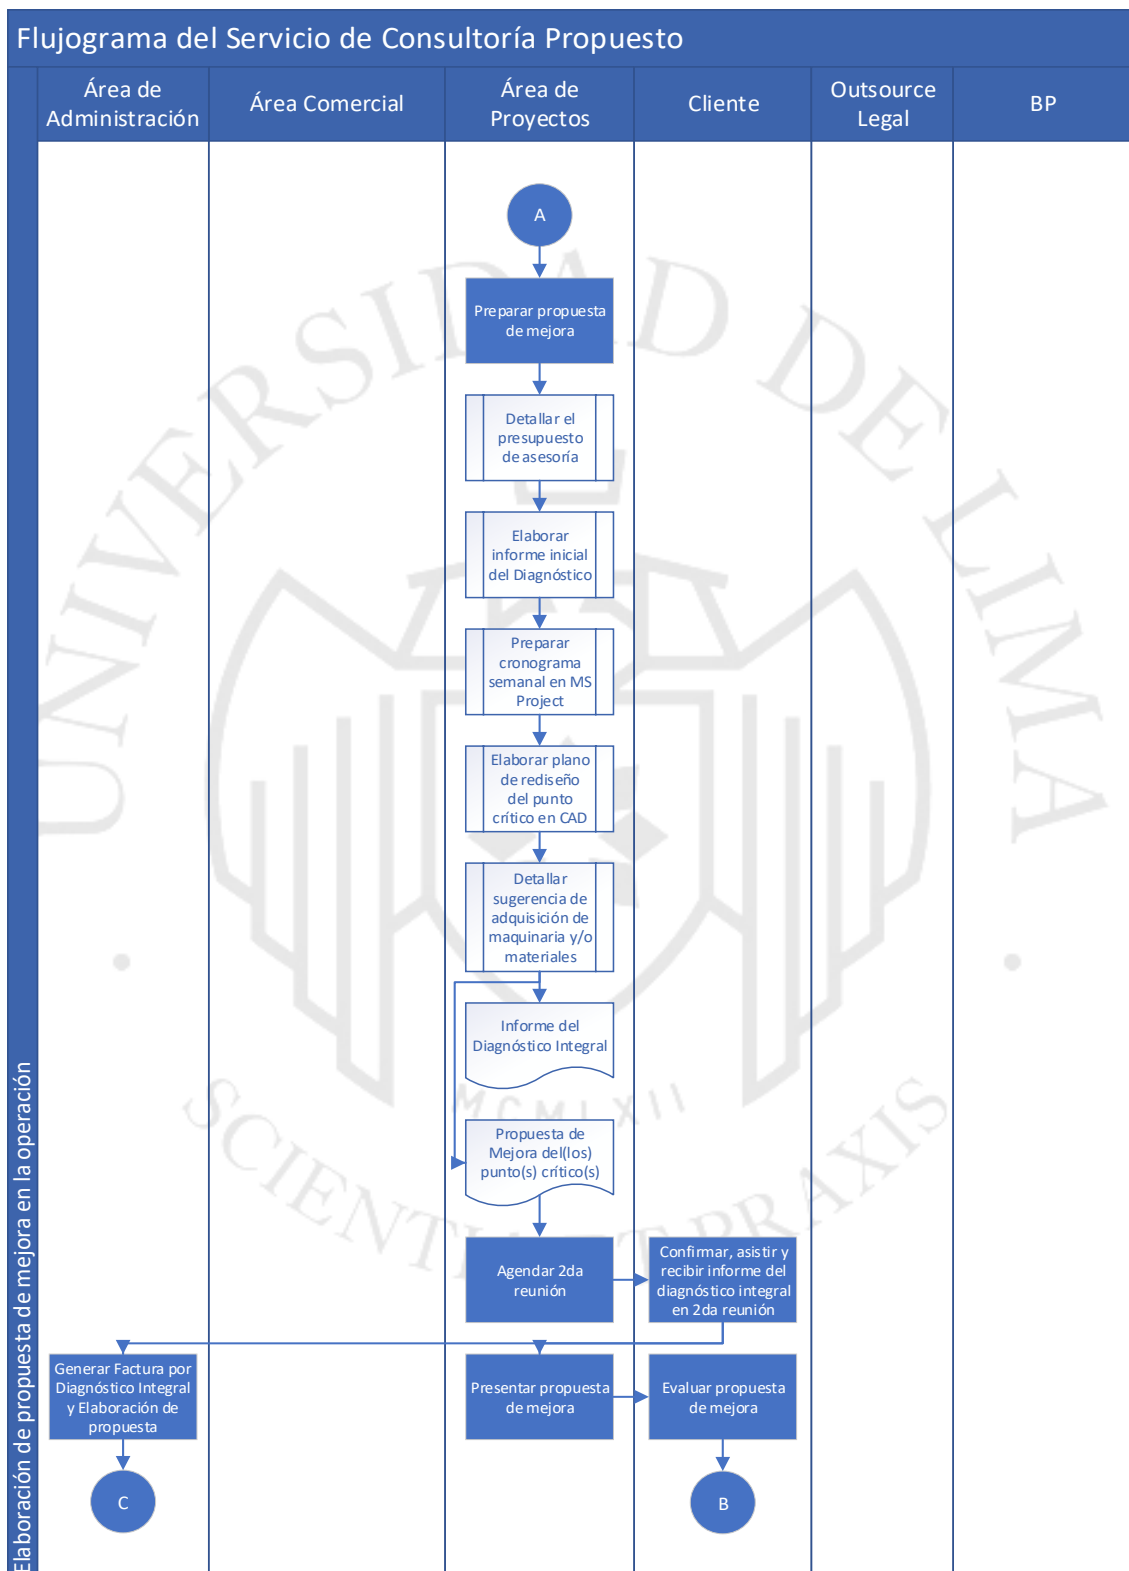 Flujograma del Servicio de Consultoría Propuesto
Área de
Administración
Área Comercial
Área de
Proyectos
Cliente
Outsource
Legal
BP
Elaboración de propuesta de mejora en la operación
A
Preparar propuesta
de mejora
Detallar el
presupuesto
de asesoría
Elaborar
informe inicial
del Diagnóstico
Preparar
cronograma
semanal en MS
Project
Elaborar plano
de rediseño
del punto
crítico en CAD
Detallar
sugerencia de
adquisición de
maquinaria y/o
materiales
Informe del
Diagnóstico Integral
Propuesta de
Mejora del(los)
punto(s) crítico(s)
Agendar 2da
reunión
Confirmar, asistir y
recibir informe del
diagnóstico integral
en 2da reunión
Generar Factura por
Diagnóstico Integral
y Elaboración de
propuesta
Presentar propuesta
de mejora
Evaluar propuesta
de mejora
C
B
UNIVERSIDAD DE LIMA
MCMLXII
SCIENTIA ET PRAXIS